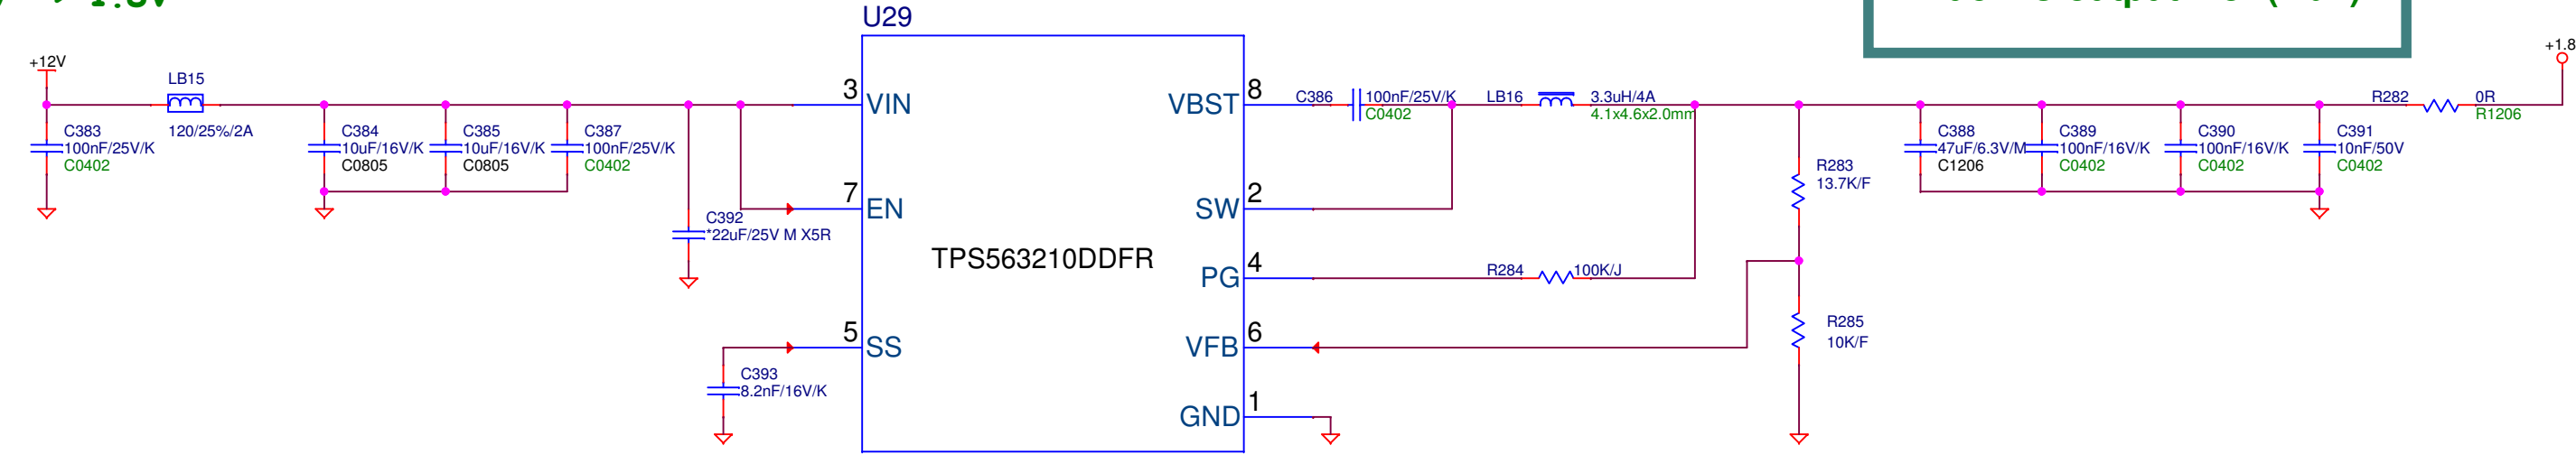 U29
+12V
LB15
120/25%/2A
C383
100nF/25V/K
C0402
C384
10uF/16V/K
C0805
C385
10uF/16V/K
C0805
C387
100nF/25V/K
C0402
C392
*22uF/25V M X5R
C393
8.2nF/16V/K
3
VIN
7
EN
5
SS
TPS563210DDFR
VBST
8
SW
2
PG
4
VFB
6
GND
1
C386
100nF/25V/K
C0402
LB16
3.3uH/4A
4.1x4.6x2.0mm
R284
100K/J
R283
13.7K/F
R285
10K/F
C388
47uF/6.3V/M
C1206
C389
100nF/16V/K
C0402
C390
100nF/16V/K
C0402
C391
10nF/50V
C0402
R282
0R
R1206
+1.8